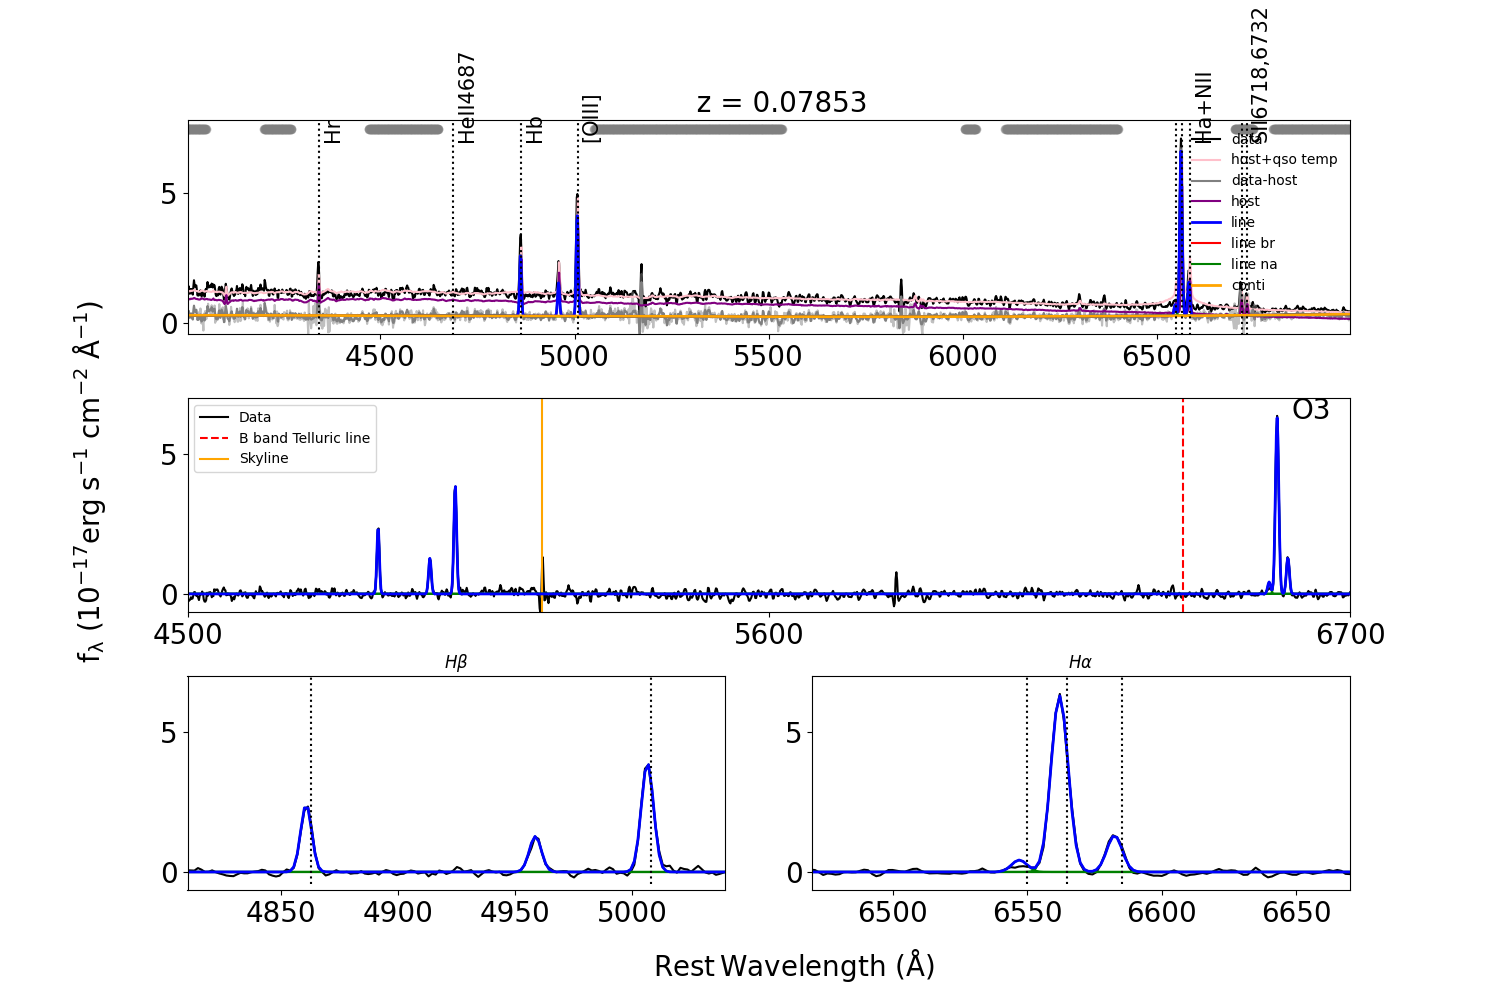 z = 0.07853
Hr
HeII4687
Hb
[OIII]
Ha+NII
SII6718,6732
data
host+qso temp
data-host
host
line
line br
line na
conti
5
0
4500
5000
5500
6000
6500
Data
B band Telluric line
Skyline
O3
5
0
4500
5600
6700
fλ (10⁻¹⁷erg s⁻¹ cm⁻² Å⁻¹)
Hβ
5
0
4850
4900
4950
5000
Hα
5
0
6500
6550
6600
6650
Rest Wavelength (Å)